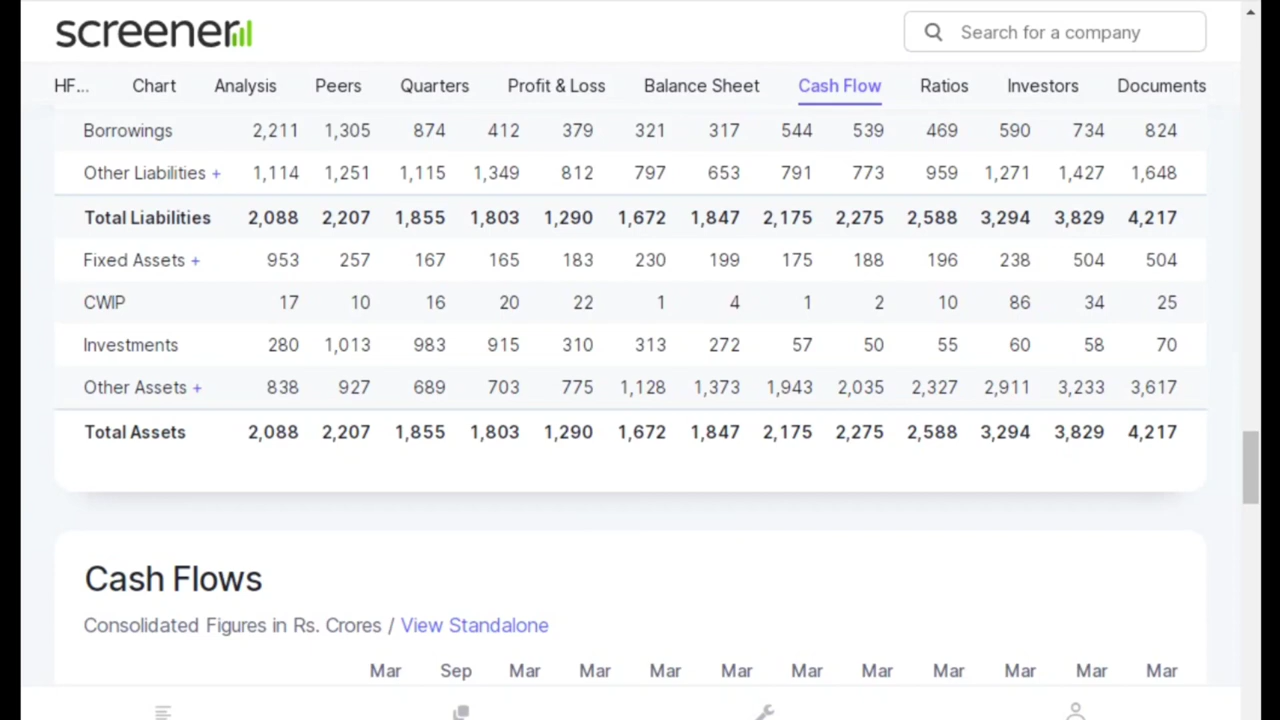 screener
Search for a company
HF... Chart Analysis Peers Quarters Profit & Loss Balance Sheet Cash Flow Ratios Investors Documents
Borrowings 2,211 1,305 874 412 379 321 317 544 539 469 590 734 824
Other Liabilities + 1,114 1,251 1,115 1,349 812 797 653 791 773 959 1,271 1,427 1,648
Total Liabilities 2,088 2,207 1,855 1,803 1,290 1,672 1,847 2,175 2,275 2,588 3,294 3,829 4,217
Fixed Assets + 953 257 167 165 183 230 199 175 188 196 238 504 504
CWIP 17 10 16 20 22 1 4 1 2 10 86 34 25
Investments 280 1,013 983 915 310 313 272 57 50 55 60 58 70
Other Assets + 838 927 689 703 775 1,128 1,373 1,943 2,035 2,327 2,911 3,233 3,617
Total Assets 2,088 2,207 1,855 1,803 1,290 1,672 1,847 2,175 2,275 2,588 3,294 3,829 4,217
Cash Flows
Consolidated Figures in Rs. Crores / View Standalone
Mar Sep Mar Mar Mar Mar Mar Mar Mar Mar Mar Mar